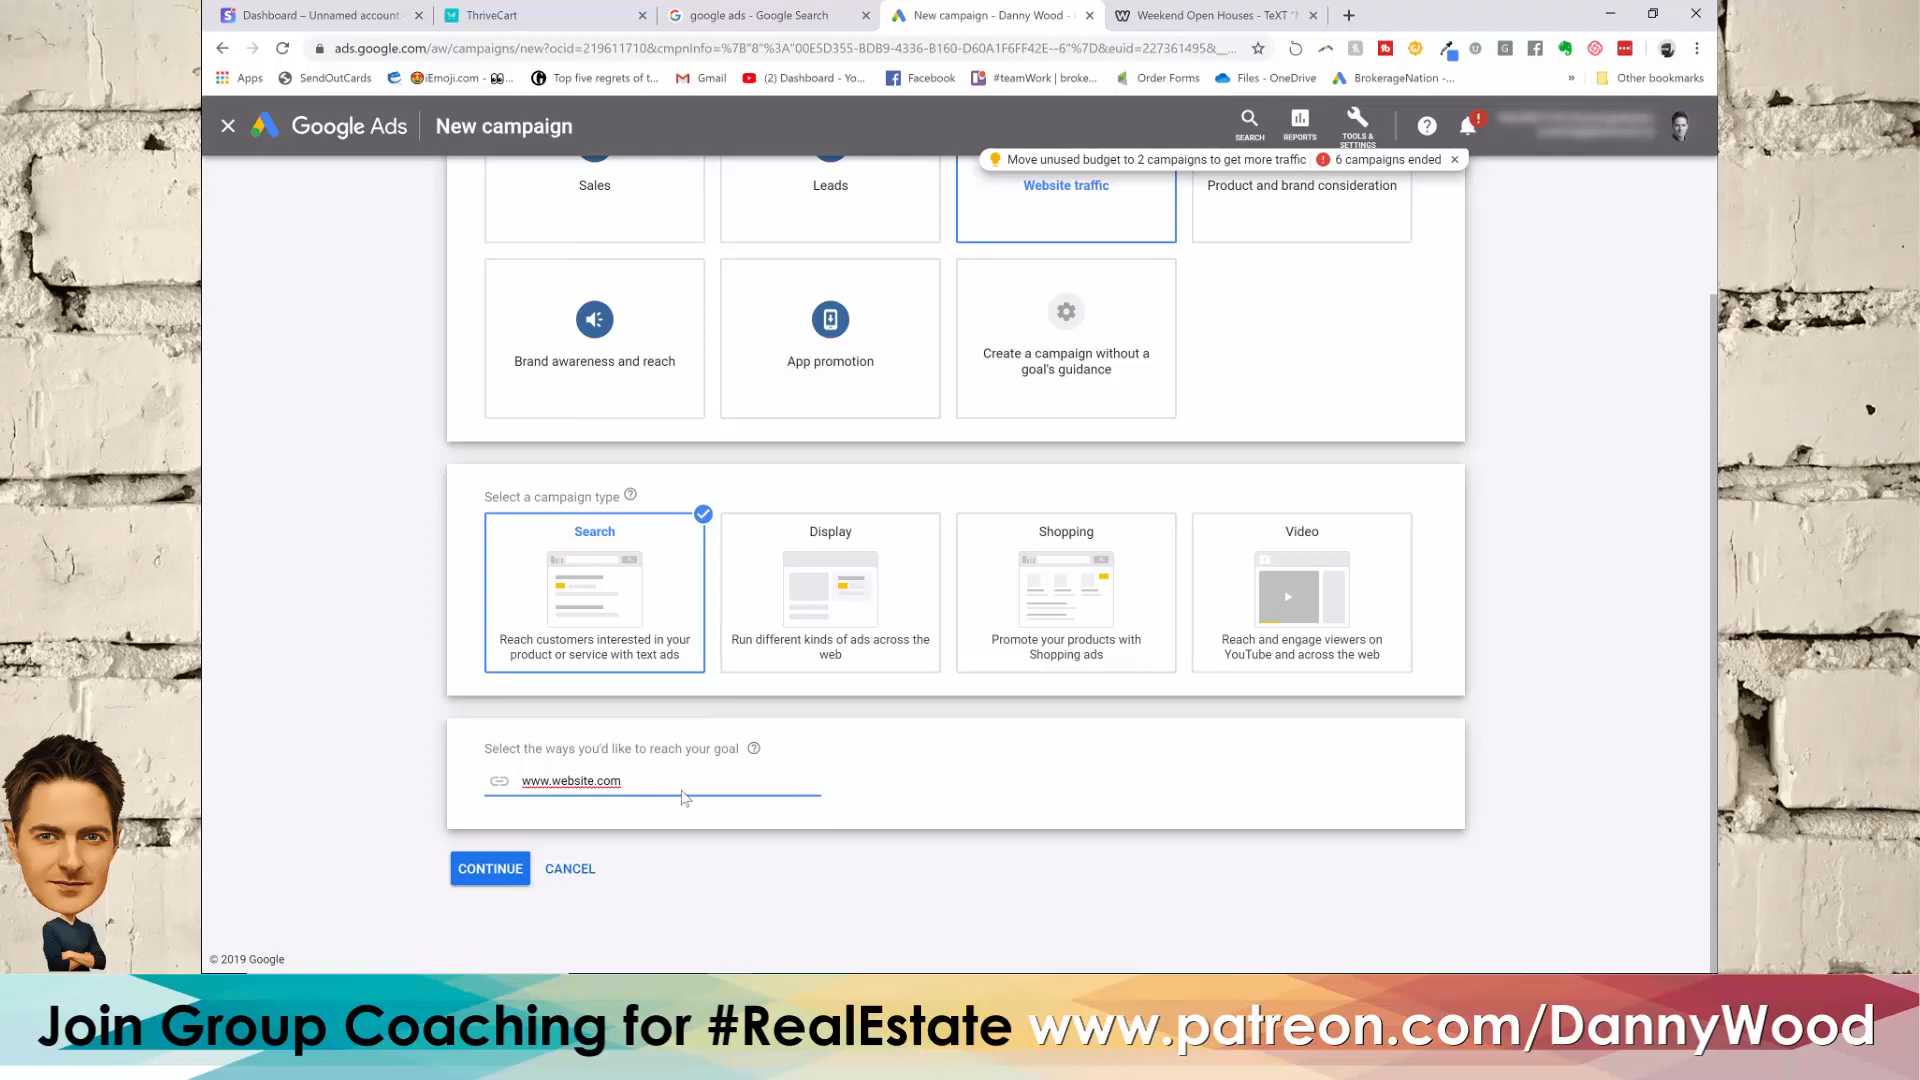 Dashboard – Unnamed account
ThriveCart
google ads - Google Search
New campaign - Danny Wood -
Weekend Open Houses - TeXT "
ads.google.com/aw/campaigns/new?ocid=219611710&cmpnInfo=%7B"8"%3A"00E5D355-BDB9-4336-B160-D60A1F6FF42E--6"%7D&euid=227361495&__...
Apps
SendOutCards
iEmoji.com -
Top five regrets of t...
Gmail
(2) Dashboard - Yo...
Facebook
#teamWork | broke...
Order Forms
Files - OneDrive
BrokerageNation -...
»
Other bookmarks
Google Ads
New campaign
SEARCH
REPORTS
TOOLS &
SETTINGS
Move unused budget to 2 campaigns to get more traffic
6 campaigns ended
Sales
Leads
Website traffic
Product and brand consideration
Brand awareness and reach
App promotion
Create a campaign without a
goal's guidance
Select a campaign type
Search
Reach customers interested in your
product or service with text ads
Display
Run different kinds of ads across the
web
Shopping
Promote your products with
Shopping ads
Video
Reach and engage viewers on
YouTube and across the web
Select the ways you'd like to reach your goal
www.website.com
CONTINUE
CANCEL
© 2019 Google
Join Group Coaching for #RealEstate www.patreon.com/DannyWood